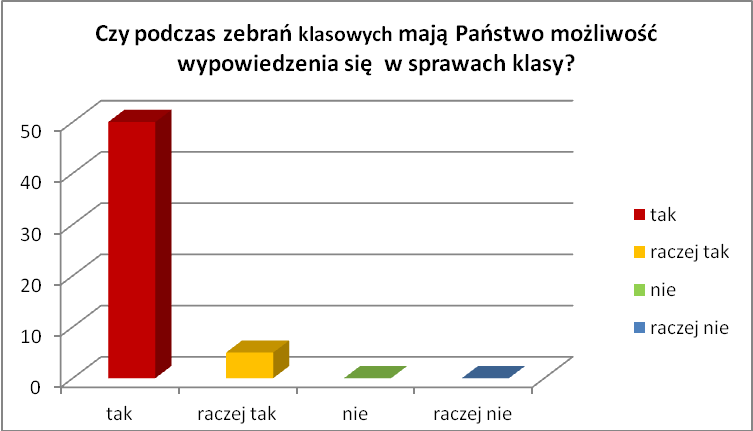 Czy podczas zebrań klasowych mają Państwo możliwość
wypowiedzenia się w sprawach klasy?
50
40
30
20
10
0
tak
raczej tak
nie
raczej nie
tak
raczej tak
nie
raczej nie